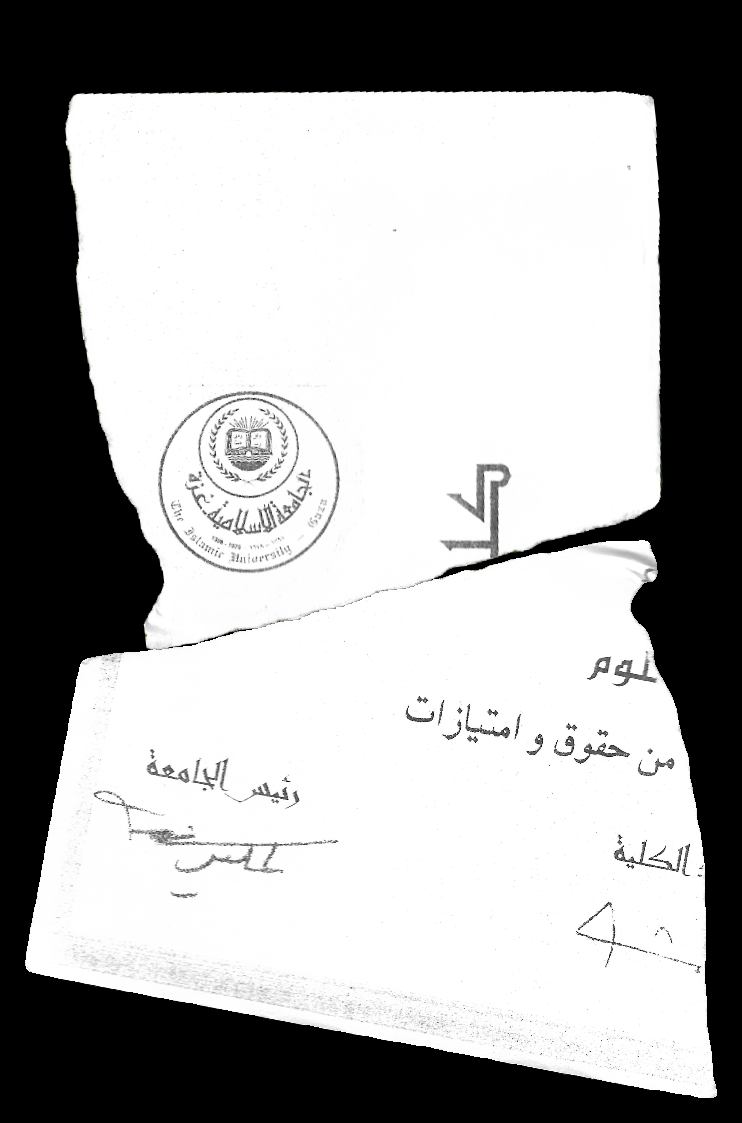 الجامعة الإسلامية غزة
The Islamic University - Gaza
لوم
من حقوق و امتيازات
رئيس الجامعة
الكلية